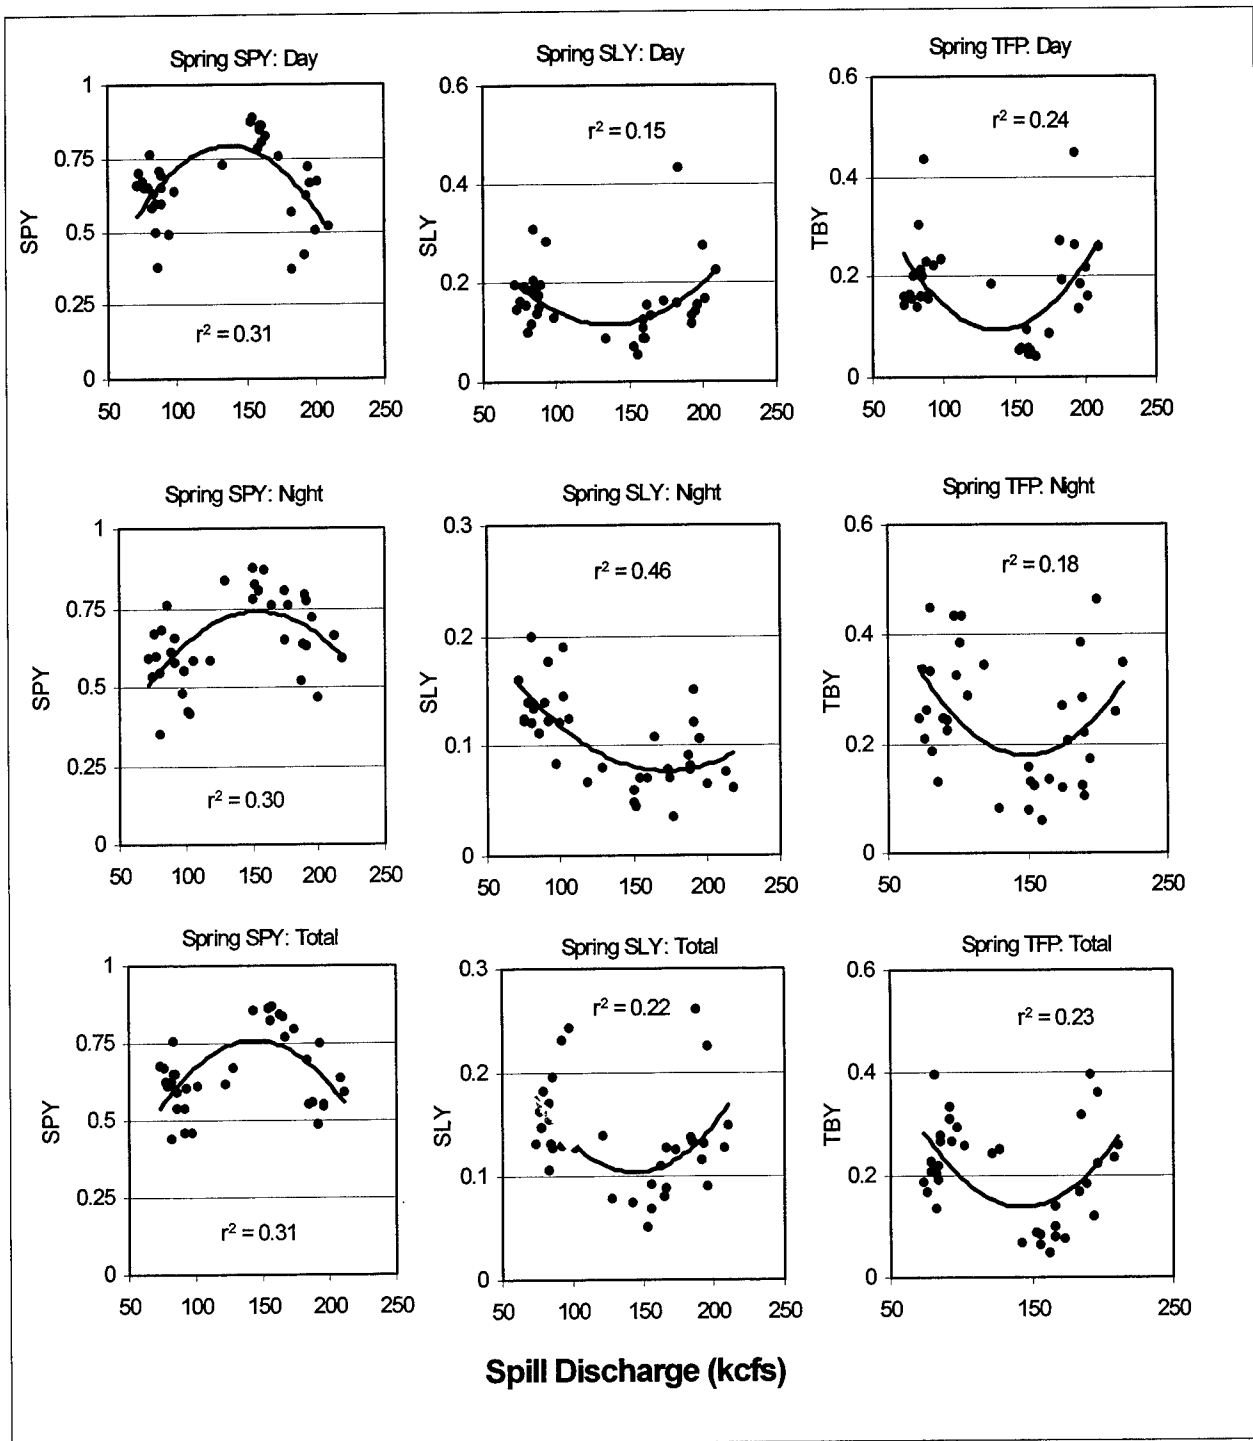 Spring SPY: Day
1
0.75
0.5
0.25
0
SPY
r² = 0.31
50 100 150 200 250
Spring SLY: Day
0.6
0.4
0.2
0
SLY
r² = 0.15
50 100 150 200 250
Spring TFP: Day
0.6
0.4
0.2
0
TBY
r² = 0.24
50 100 150 200 250
Spring SPY: Night
1
0.75
0.5
0.25
0
SPY
r² = 0.30
50 100 150 200 250
Spring SLY: Night
0.3
0.2
0.1
0
SLY
r² = 0.46
50 100 150 200 250
Spring TFP: Night
0.6
0.4
0.2
0
TBY
r² = 0.18
50 150 250
Spring SPY: Total
1
0.75
0.5
0.25
0
SPY
r² = 0.31
50 100 150 200 250
Spring SLY: Total
0.3
0.2
0.1
0
SLY
r² = 0.22
50 100 150 200 250
Spring TFP: Total
0.6
0.4
0.2
0
TBY
r² = 0.23
50 150 250
Spill Discharge (kcfs)